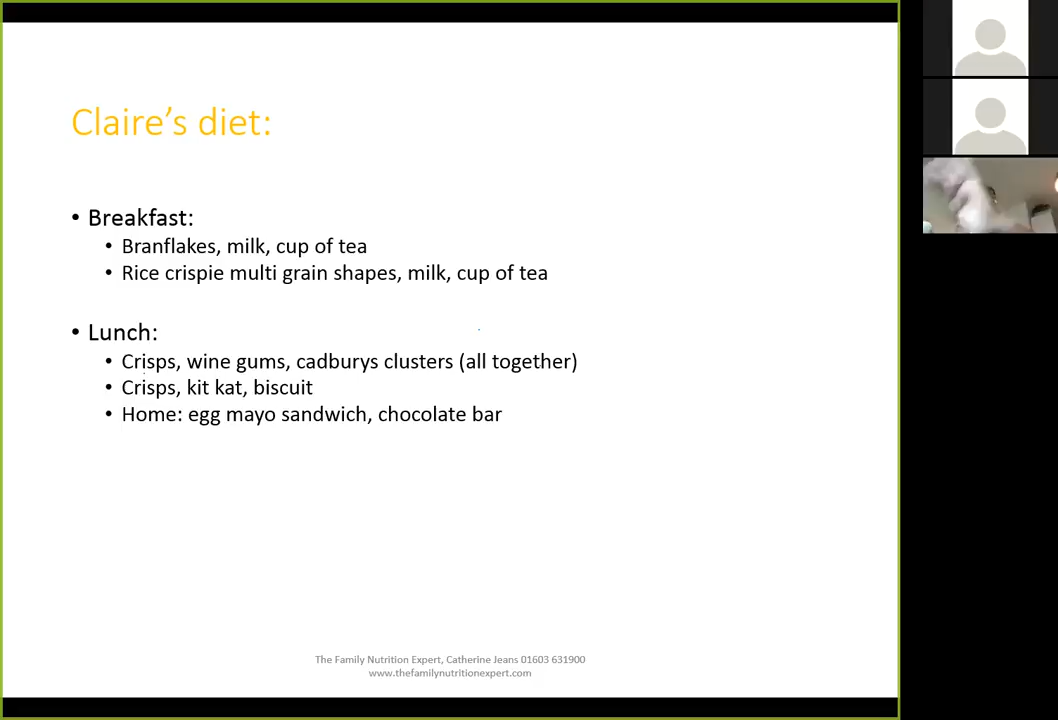 Claire's diet:
• Breakfast:
• Branflakes, milk, cup of tea
• Rice crispie multi grain shapes, milk, cup of tea
• Lunch:
• Crisps, wine gums, cadburys clusters (all together)
• Crisps, kit kat, biscuit
• Home: egg mayo sandwich, chocolate bar
The Family Nutrition Expert, Catherine Jeans 01603 631900
www.thefamilynutritionexpert.com